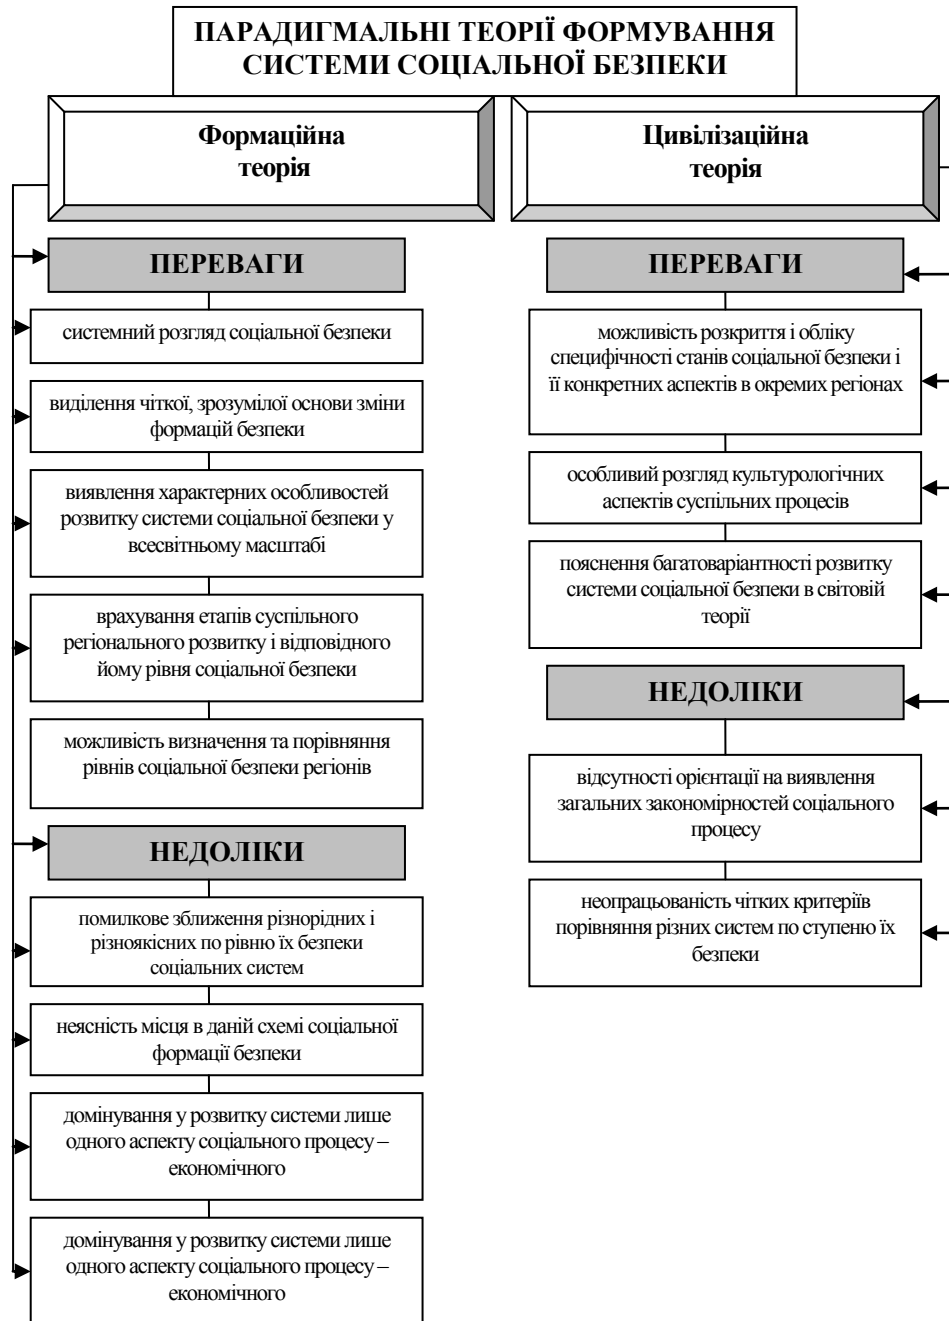 ПАРАДИГМАЛЬНІ ТЕОРІЇ ФОРМУВАННЯ
СИСТЕМИ СОЦІАЛЬНОЇ БЕЗПЕКИ
Формаційна
теорія
ПЕРЕВАГИ
системний розгляд соціальної безпеки
виділення чіткої, зрозумілої основи зміни
формацій безпеки
виявлення характерних особливостей
розвитку системи соціальної безпеки у
всесвітньому масштабі
врахування етапів суспільного
регіонального розвитку і відповідного
йому рівня соціальної безпеки
можливість визначення та порівняння
рівнів соціальної безпеки регіонів
НЕДОЛІКИ
помилкове зближення різнорідних і
різноякісних по рівню їх безпеки
соціальних систем
неясність місця в даній схемі соціальної
формації безпеки
домінування у розвитку системи лише
одного аспекту соціального процесу –
економічного
домінування у розвитку системи лише
одного аспекту соціального процесу –
економічного
Цивілізаційна
теорія
ПЕРЕВАГИ
можливість розкриття і обліку
специфічності станів соціальної безпеки і
її конкретних аспектів в окремих регіонах
особливий розгляд культурологічних
аспектів суспільних процесів
пояснення багатоваріантності розвитку
системи соціальної безпеки в світовій
теорії
НЕДОЛІКИ
відсутності орієнтації на виявлення
загальних закономірностей соціального
процесу
неопрацьованість чітких критеріїв
порівняння різних систем по ступеню їх
безпеки